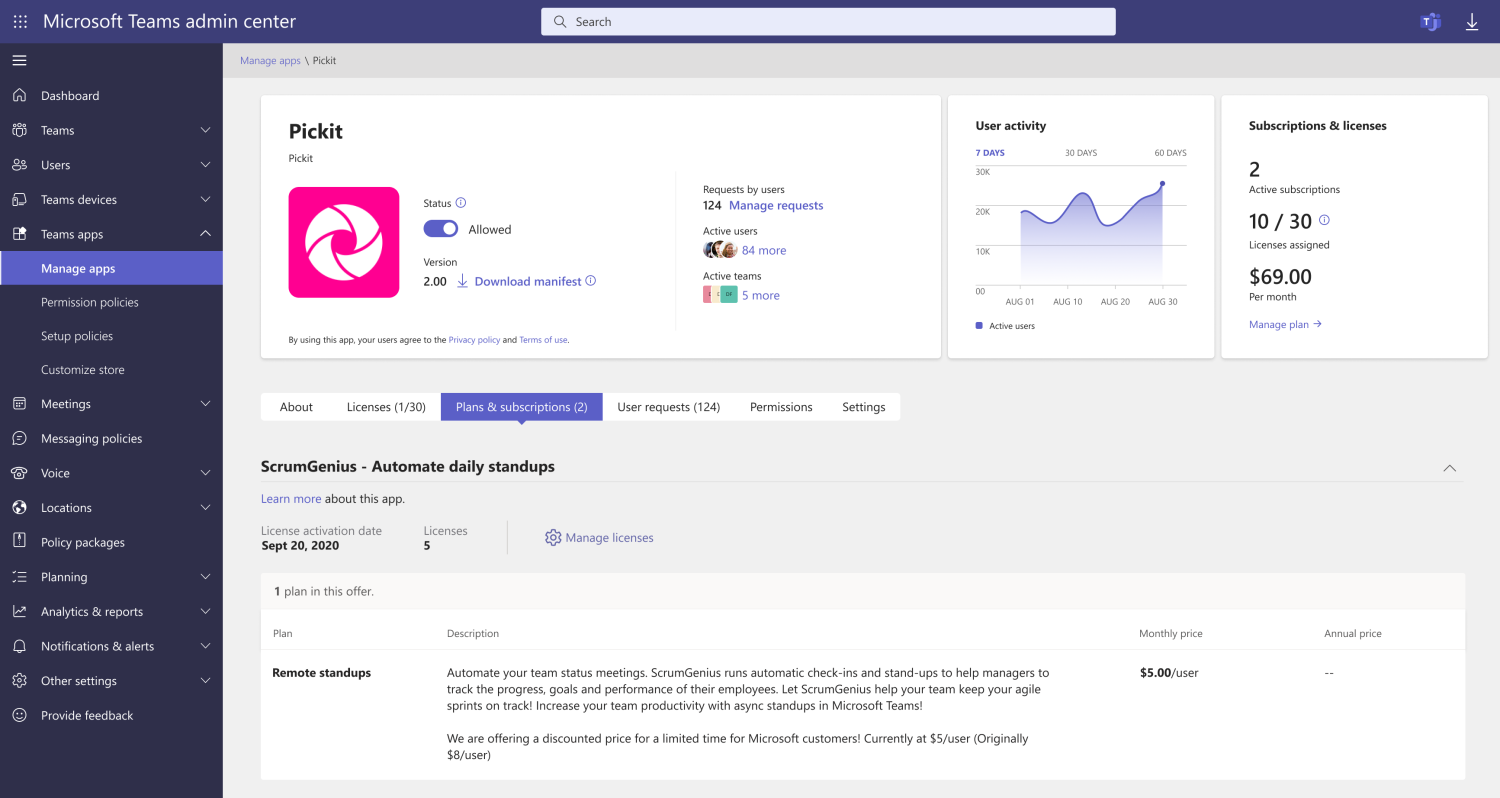 Microsoft Teams admin center
Search
Manage apps \ Pickit
Dashboard
Teams
Users
Teams devices
Teams apps
Manage apps
Permission policies
Setup policies
Customize store
Meetings
Messaging policies
Voice
Locations
Policy packages
Planning
Analytics & reports
Notifications & alerts
Other settings
Provide feedback
Pickit
Pickit
Status
Allowed
Version
2.00 Download manifest
Requests by users
124 Manage requests
Active users
84 more
Active teams
5 more
By using this app, your users agree to the Privacy policy and Terms of use.
User activity
7 DAYS 30 DAYS 60 DAYS
30K
20K
10K
00
AUG 01 AUG 10 AUG 20 AUG 30
Active users
Subscriptions & licenses
2
Active subscriptions
10 / 30
Licenses assigned
$69.00
Per month
Manage plan
About Licenses (1/30) Plans & subscriptions (2) User requests (124) Permissions Settings
ScrumGenius - Automate daily standups
Learn more about this app.
License activation date Licenses
Sept 20, 2020 5
Manage licenses
1 plan in this offer.
Plan Description Monthly price Annual price
Remote standups
Automate your team status meetings. ScrumGenius runs automatic check-ins and stand-ups to help managers to
track the progress, goals and performance of their employees. Let ScrumGenius help your team keep your agile
sprints on track! Increase your team productivity with async standups in Microsoft Teams!
We are offering a discounted price for a limited time for Microsoft customers! Currently at $5/user (Originally
$8/user)
$5.00/user
--